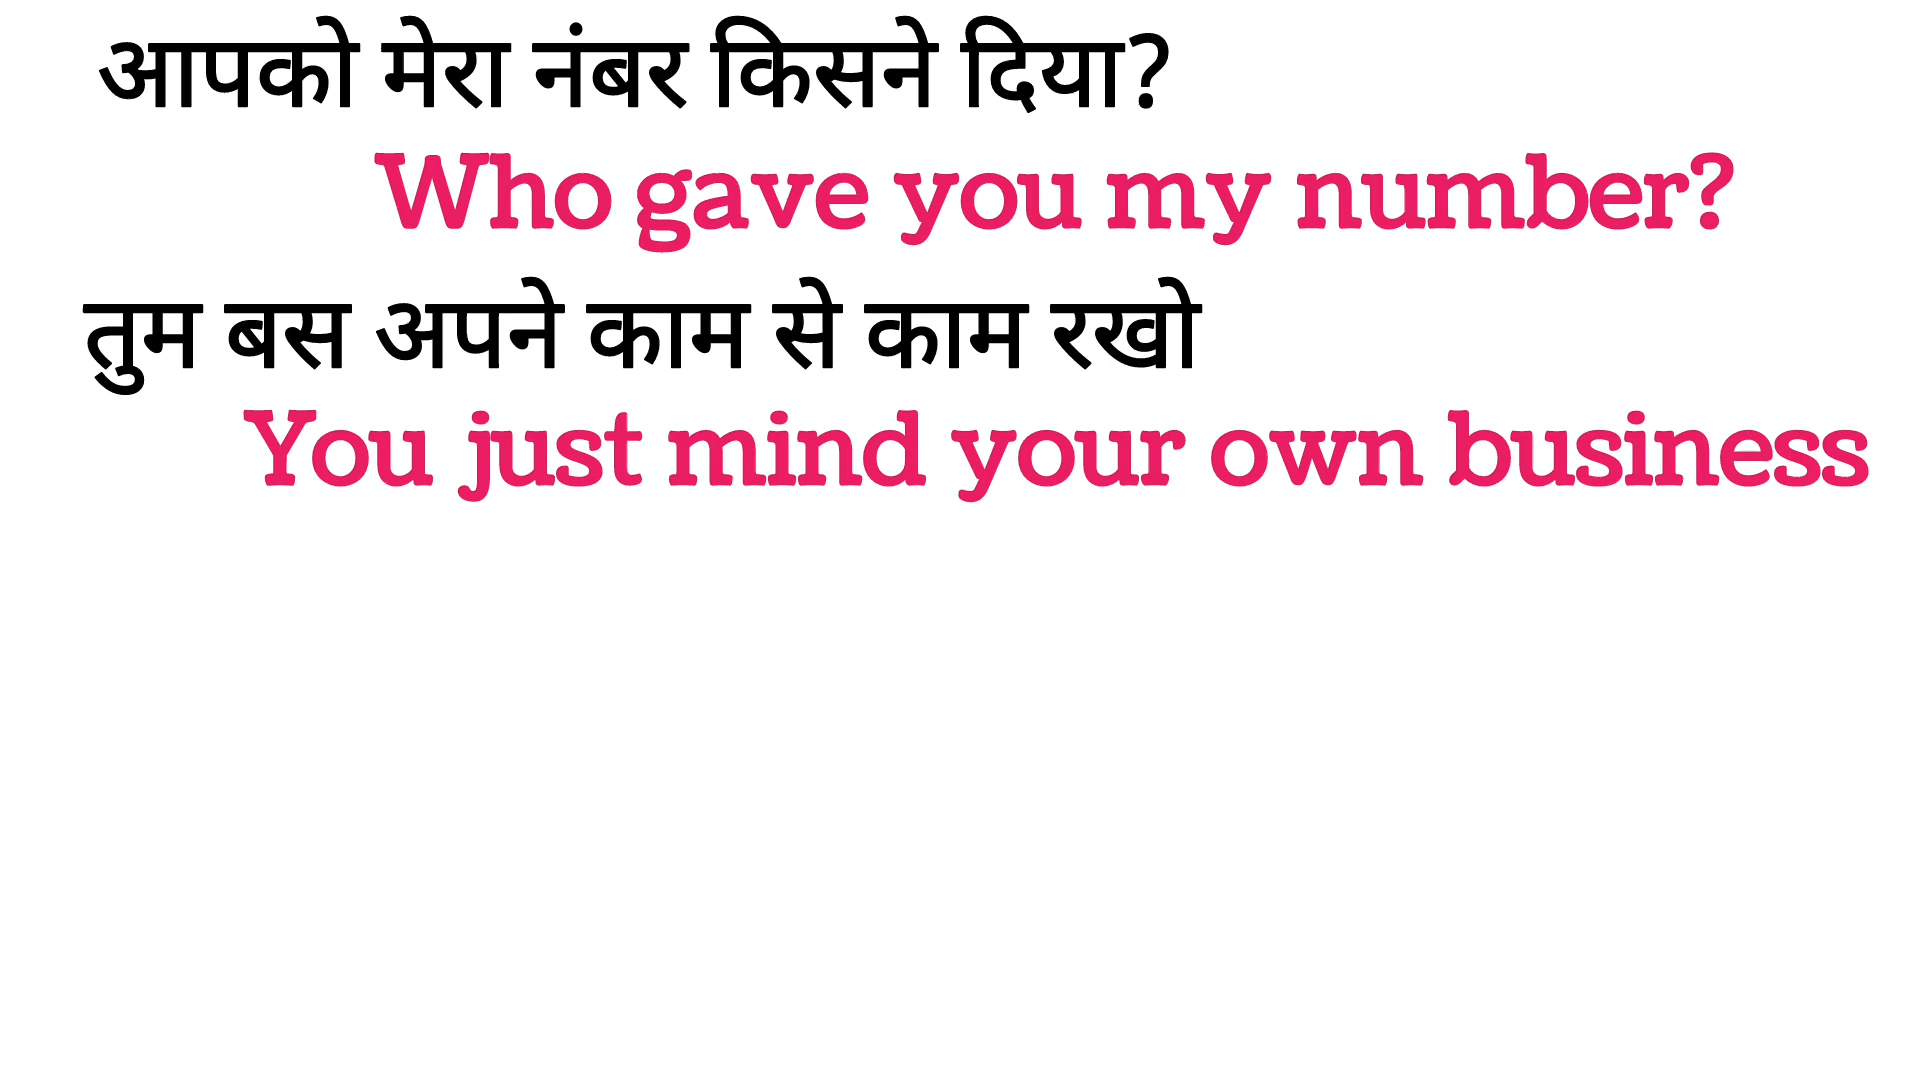 आपको मेरा नंबर किसने दिया?
Who gave you my number?
तुम बस अपने काम से काम रखो
You just mind your own business